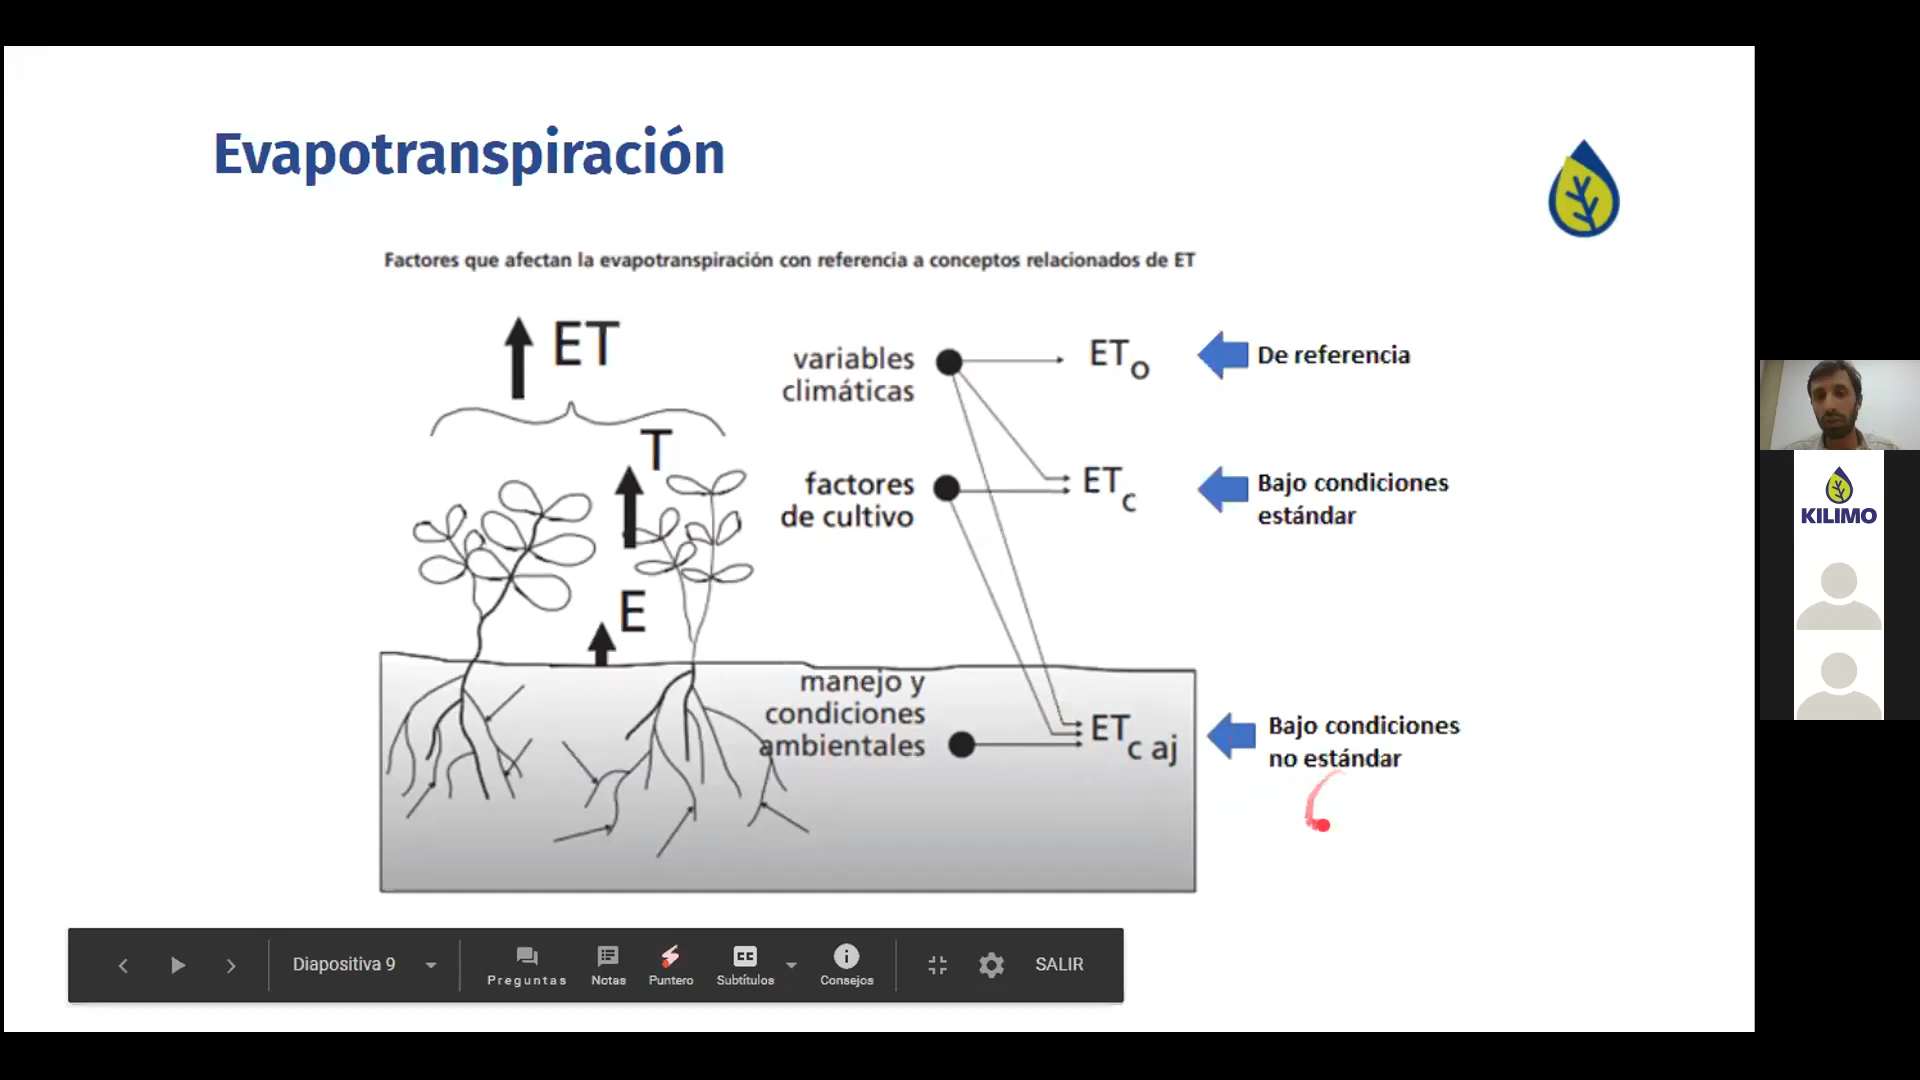 Evapotranspiración
Factores que afectan la evapotranspiración con referencia a conceptos relacionados de ET
ET
T
E
variables
climáticas
ETo
De referencia
factores
de cultivo
ETc
Bajo condiciones
estándar
manejo y
condiciones
ambientales
ETc aj
Bajo condiciones
no estándar
KILIMO
Diapositiva 9
Preguntas
Notas
Puntero
CC
Subtítulos
Consejos
SALIR